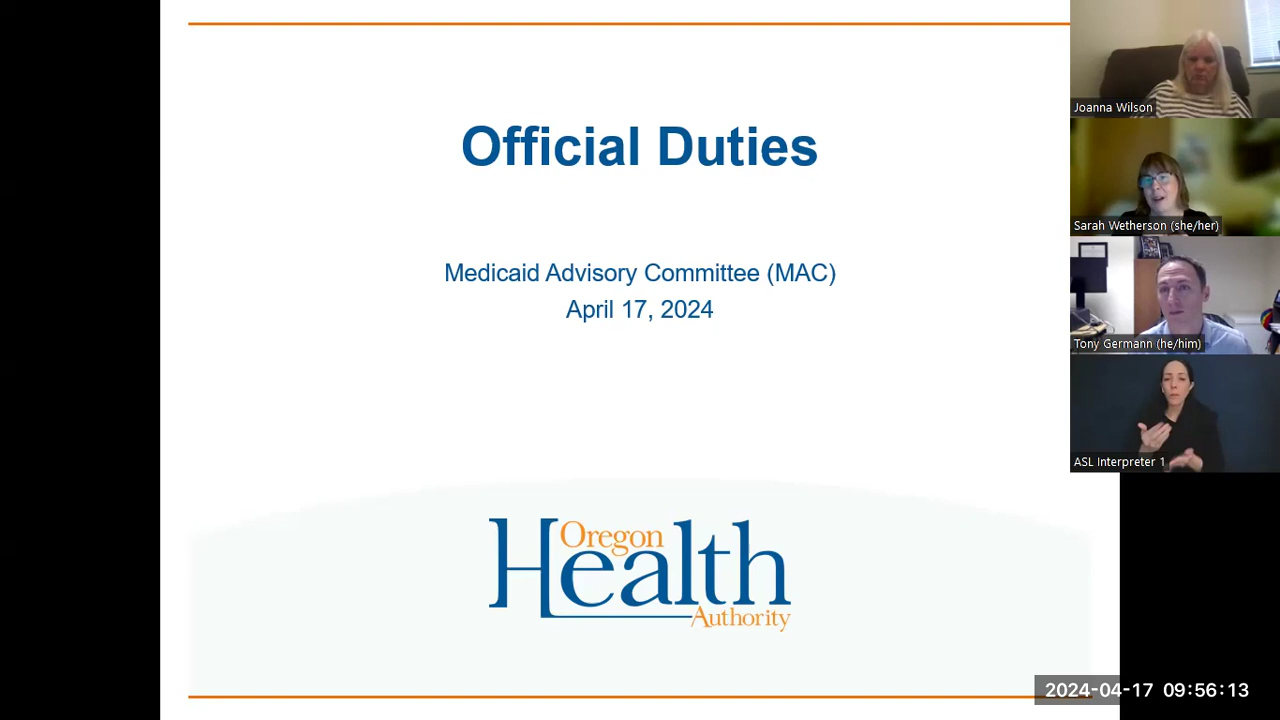 Official Duties
Medicaid Advisory Committee (MAC)
April 17, 2024
Oregon
Health
Authority
Joanna Wilson
Sarah Wetherson (she/her)
Tony Germann (he/him)
ASL Interpreter 1
2024-04-17 09:56:13